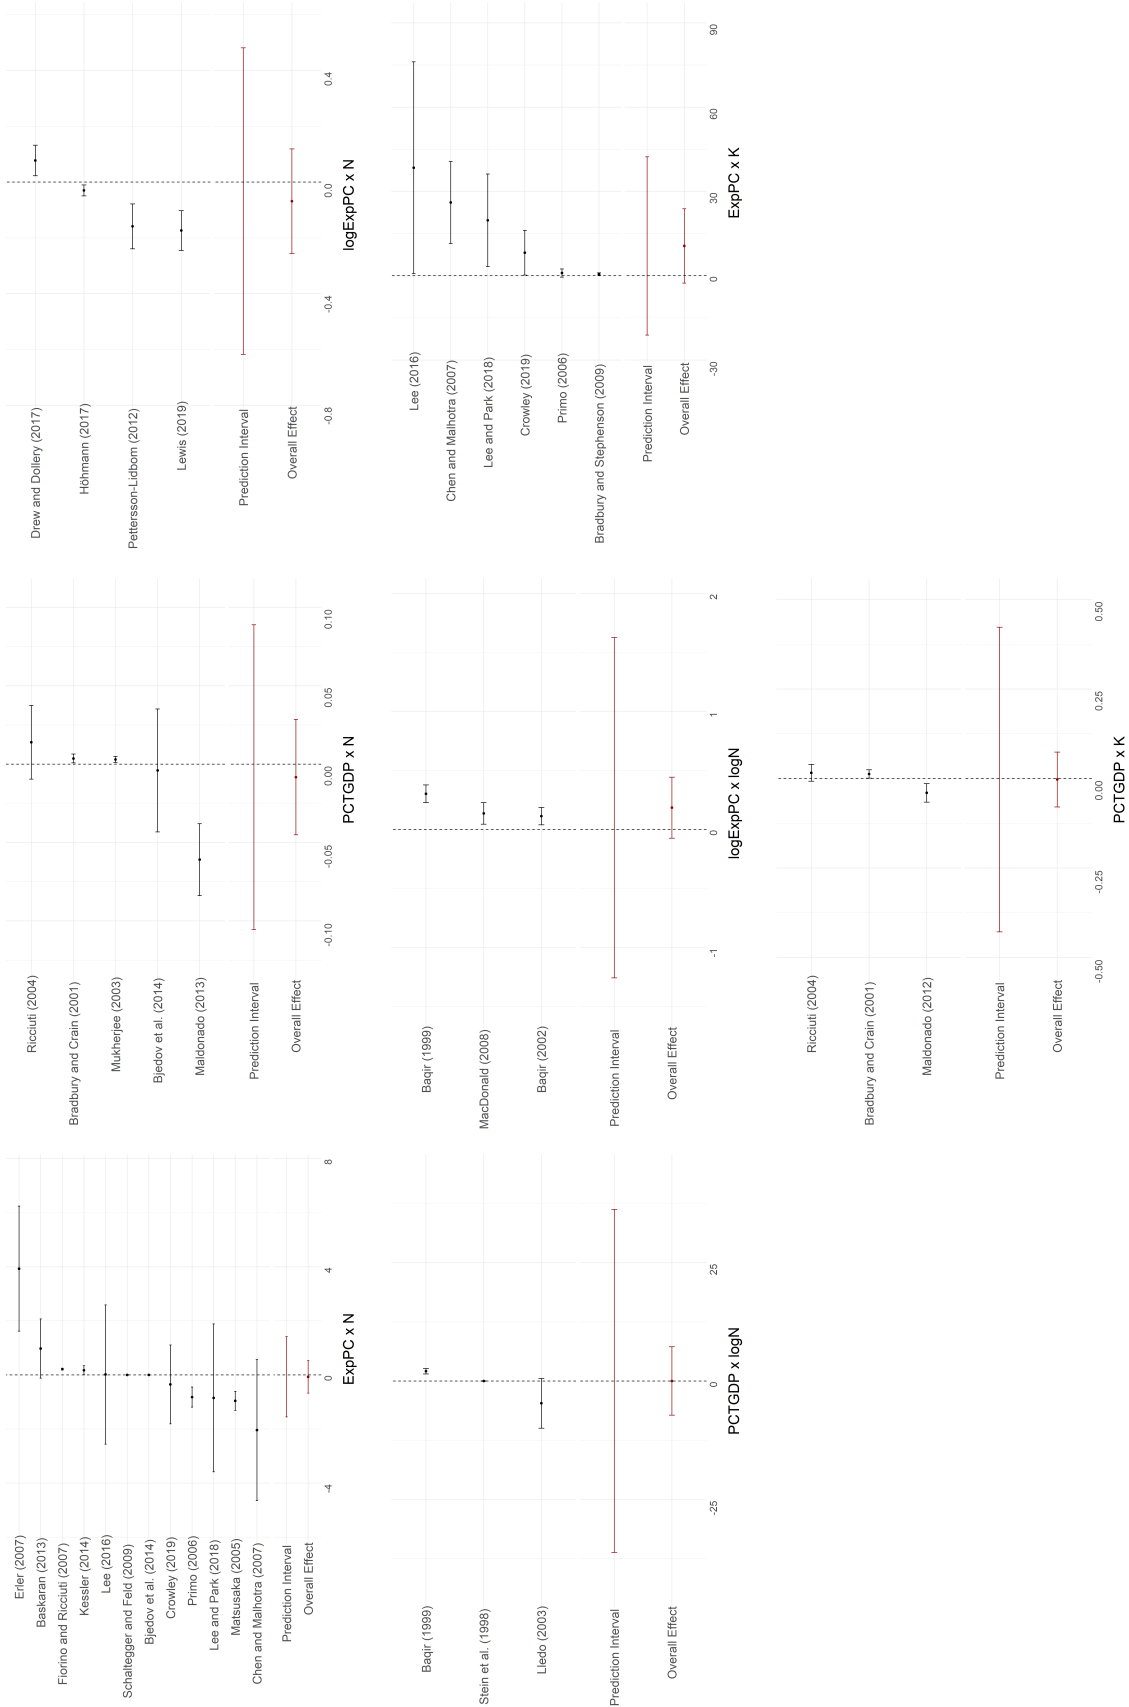 Erler (2007)
Baskaran (2013)
Fiorino and Ricciuti (2007)
Kessler (2014)
Lee (2016)
Schaltegger and Feld (2009)
Bjedov et al. (2014)
Crowley (2019)
Primo (2006)
Lee and Park (2018)
Matsusaka (2005)
Chen and Malhotra (2007)
Prediction Interval
Overall Effect
-4 0 4 8
ExpPC x N
Ricciuti (2004)
Bradbury and Crain (2001)
Mukherjee (2003)
Bjedov et al. (2014)
Maldonado (2013)
Prediction Interval
Overall Effect
-0.10 -0.05 0.00 0.05 0.10
PCTGDP x N
Drew and Dollery (2017)
Höhmann (2017)
Pettersson-Lidbom (2012)
Lewis (2019)
Prediction Interval
Overall Effect
-0.8 -0.4 0.0 0.4
logExpPC x N
Baqir (1999)
Stein et al. (1998)
Lledo (2003)
Prediction Interval
Overall Effect
-25 0 25
PCTGDP x logN
Baqir (1999)
MacDonald (2008)
Baqir (2002)
Prediction Interval
Overall Effect
-1 0 1 2
logExpPC x logN
Lee (2016)
Chen and Malhotra (2007)
Lee and Park (2018)
Crowley (2019)
Primo (2006)
Bradbury and Stephenson (2009)
Prediction Interval
Overall Effect
-30 0 30 60 90
ExpPC x K
Ricciuti (2004)
Bradbury and Crain (2001)
Maldonado (2012)
Prediction Interval
Overall Effect
-0.50 -0.25 0.00 0.25 0.50
PCTGDP x K